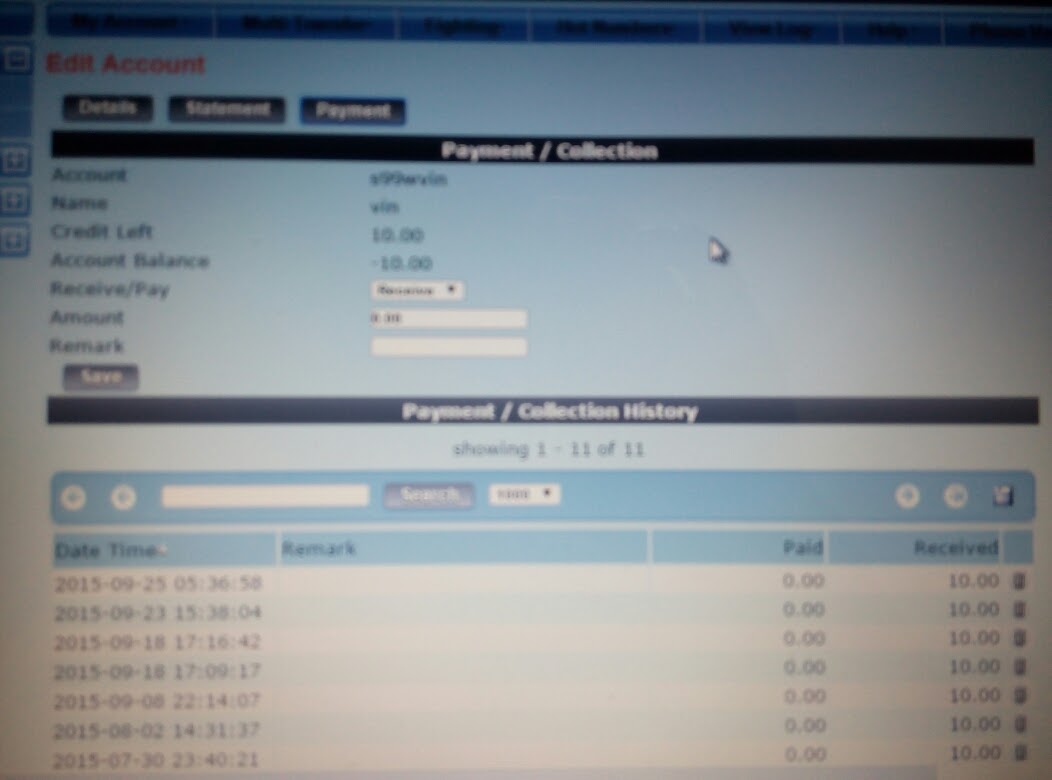 My Account Multi Transfer Fighting Hot Numbers View Log Help
Edit Account
Details Statement Payment
Payment / Collection
Account s99wvin
Name vin
Credit Left 10.00
Account Balance -10.00
Receive/Pay Receive
Amount 0.00
Remark
Save
Payment / Collection History
showing 1 - 11 of 11
Search 1000
Date Time Remark Paid Received
2015-09-25 05:36:58 0.00 10.00
2015-09-23 15:38:04 0.00 10.00
2015-09-18 17:16:42 0.00 10.00
2015-09-18 17:09:17 0.00 10.00
2015-09-08 22:14:07 0.00 10.00
2015-08-02 14:31:37 0.00 10.00
2015-07-30 23:40:21 0.00 10.00